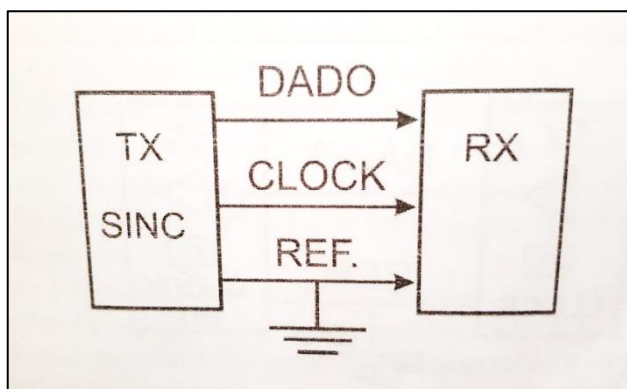 DADO
TX
RX
CLOCK
SINC
REF.